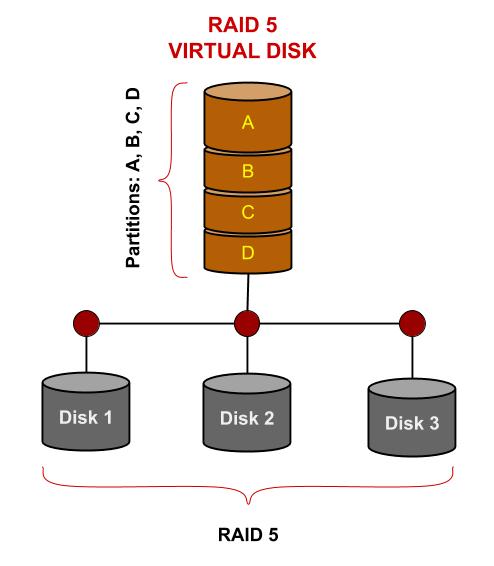 RAID 5
VIRTUAL DISK
Partitions: A, B, C, D
A
B
C
D
Disk 1
Disk 2
Disk 3
RAID 5